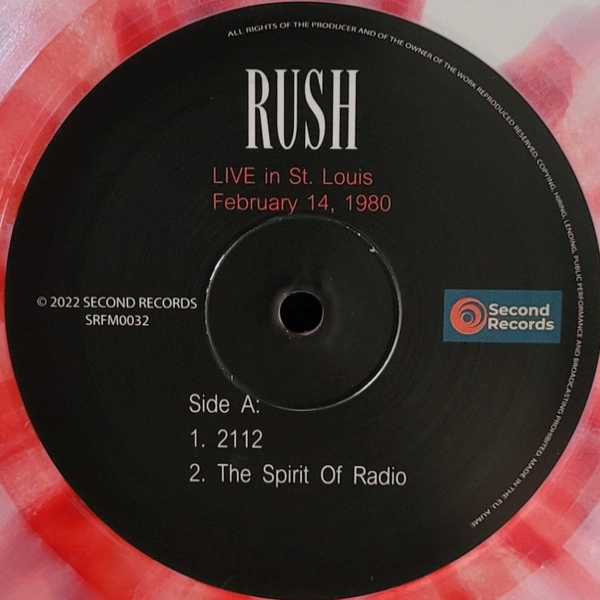 ALL RIGHTS OF THE PRODUCER AND OF THE OWNER OF THE WORK REPRODUCED RESERVED. COPYING, HIRING, LENDING, PUBLIC PERFORMANCE AND BROADCASTING PROHIBITED. MADE IN THE EU.
RUSH
LIVE in St. Louis
February 14, 1980
© 2022 SECOND RECORDS
SRFM0032
Second
Records
Side A:
1. 2112
2. The Spirit Of Radio